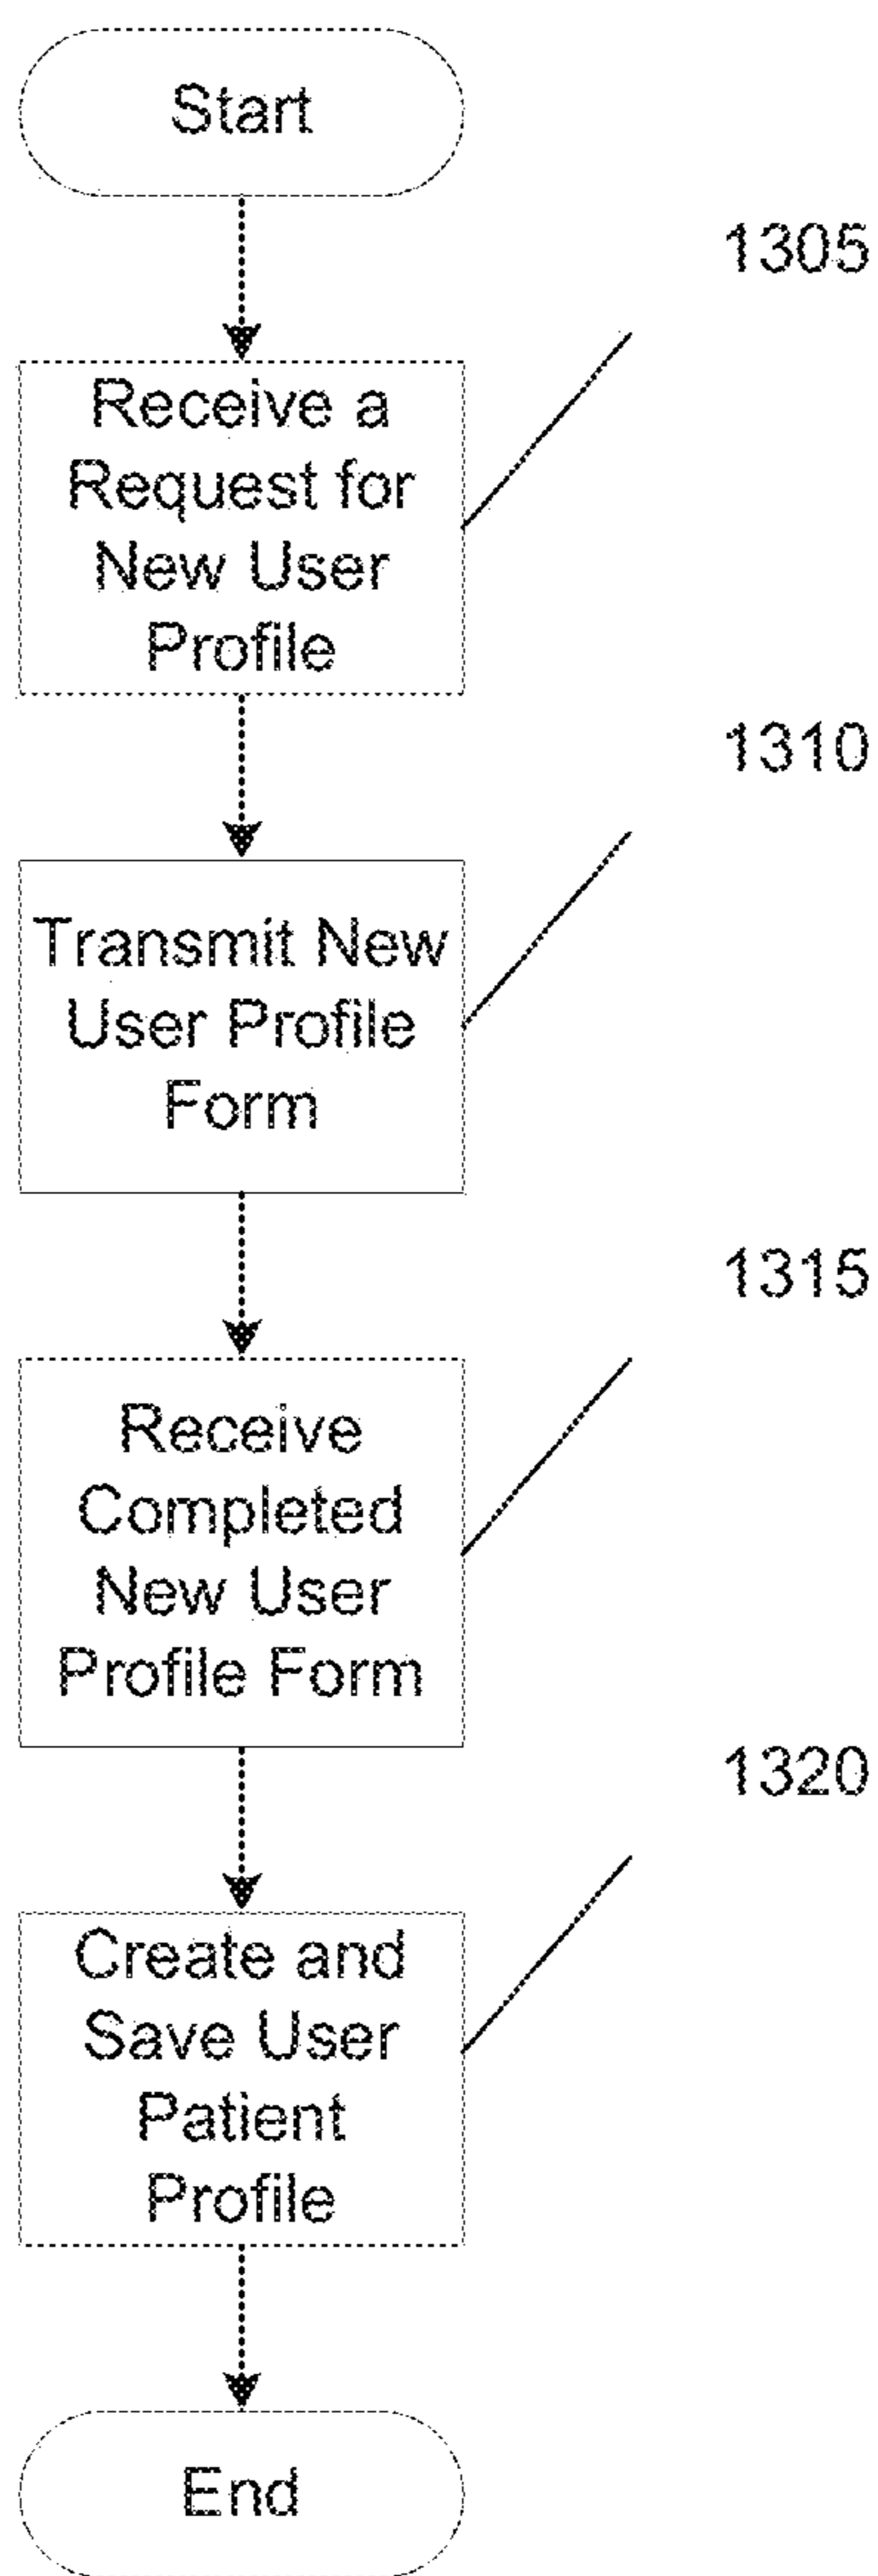 Start
1305
Receive a
Request for
New User
Profile
1310
Transmit New
User Profile
Form
1315
Receive
Completed
New User
Profile Form
1320
Create and
Save User
Patient
Profile
End